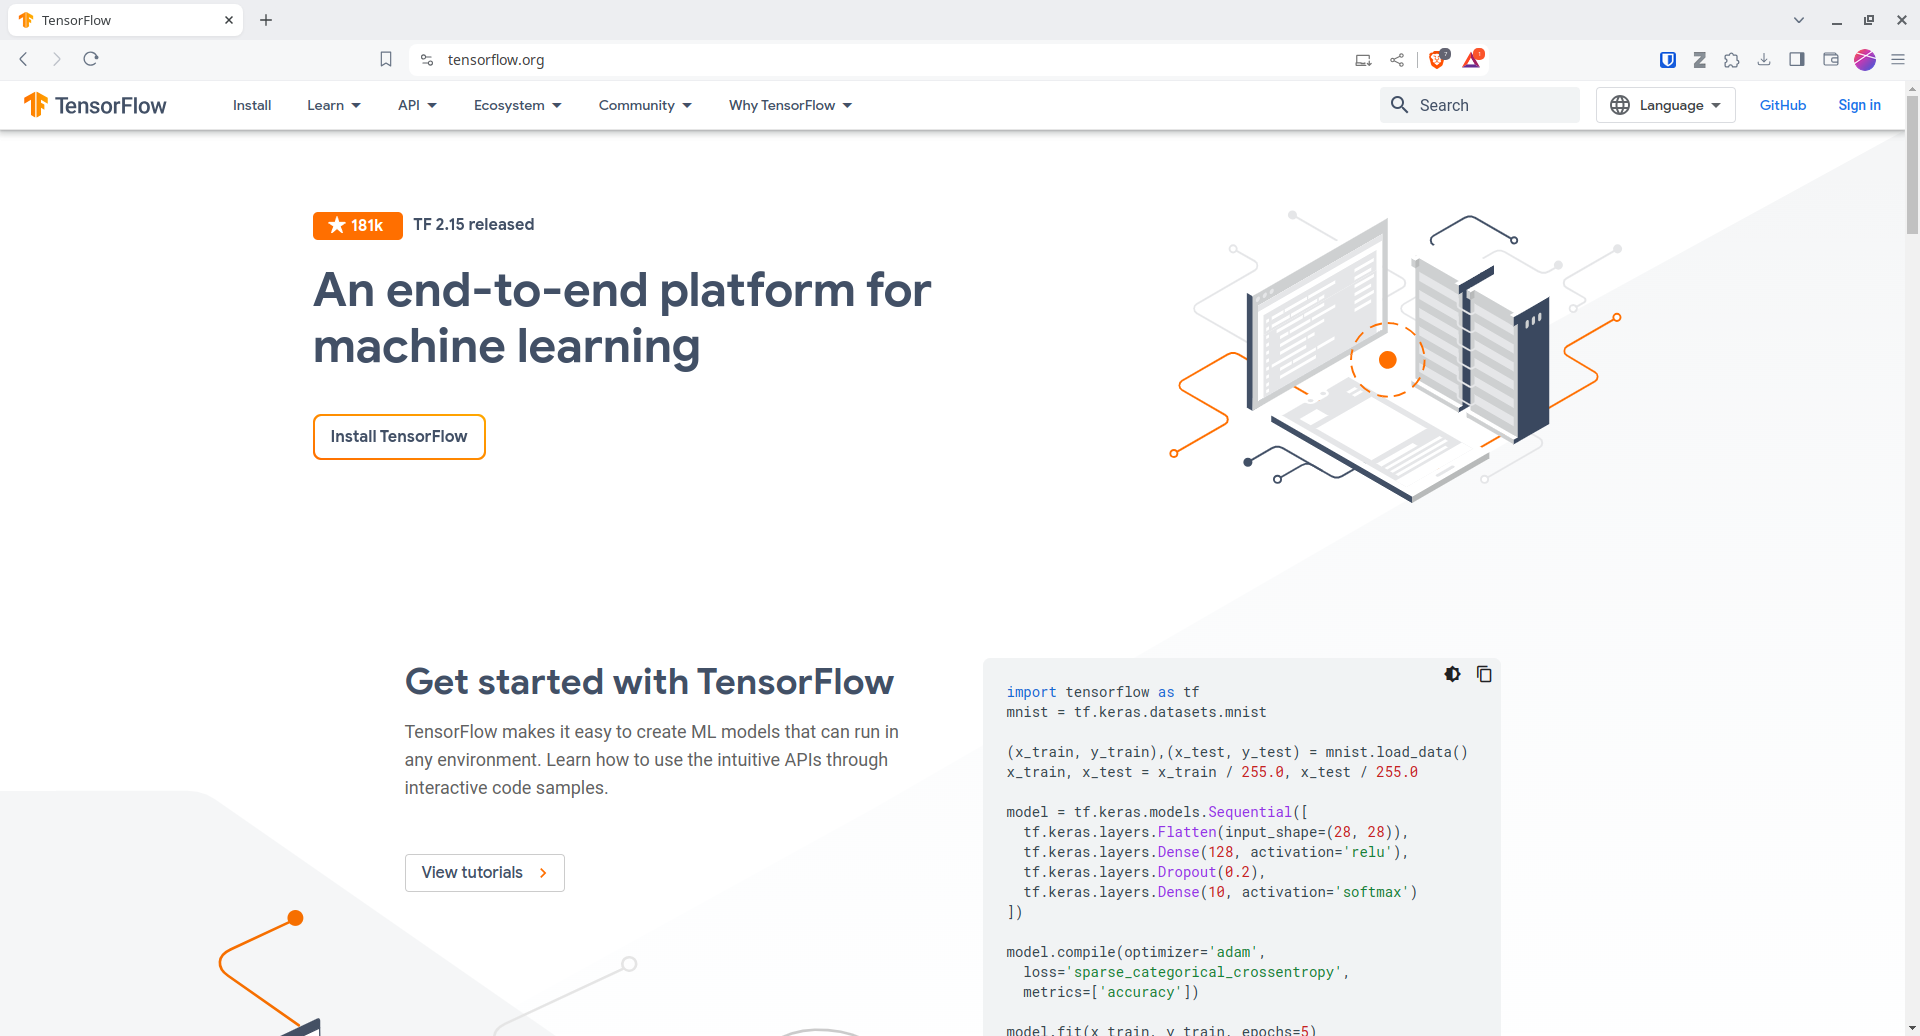 TensorFlow
tensorflow.org
7
1
TensorFlow
Install
Learn
API
Ecosystem
Community
Why TensorFlow
Search
Language
GitHub
Sign in
181k
TF 2.15 released
An end-to-end platform for
machine learning
Install TensorFlow
Get started with TensorFlow
TensorFlow makes it easy to create ML models that can run in
any environment. Learn how to use the intuitive APIs through
interactive code samples.
View tutorials
import tensorflow as tf
mnist = tf.keras.datasets.mnist
(x_train, y_train),(x_test, y_test) = mnist.load_data()
x_train, x_test = x_train / 255.0, x_test / 255.0
model = tf.keras.models.Sequential([
  tf.keras.layers.Flatten(input_shape=(28, 28)),
  tf.keras.layers.Dense(128, activation='relu'),
  tf.keras.layers.Dropout(0.2),
  tf.keras.layers.Dense(10, activation='softmax')
])
model.compile(optimizer='adam',
  loss='sparse_categorical_crossentropy',
  metrics=['accuracy'])
model.fit(x_train, y_train, epochs=5)